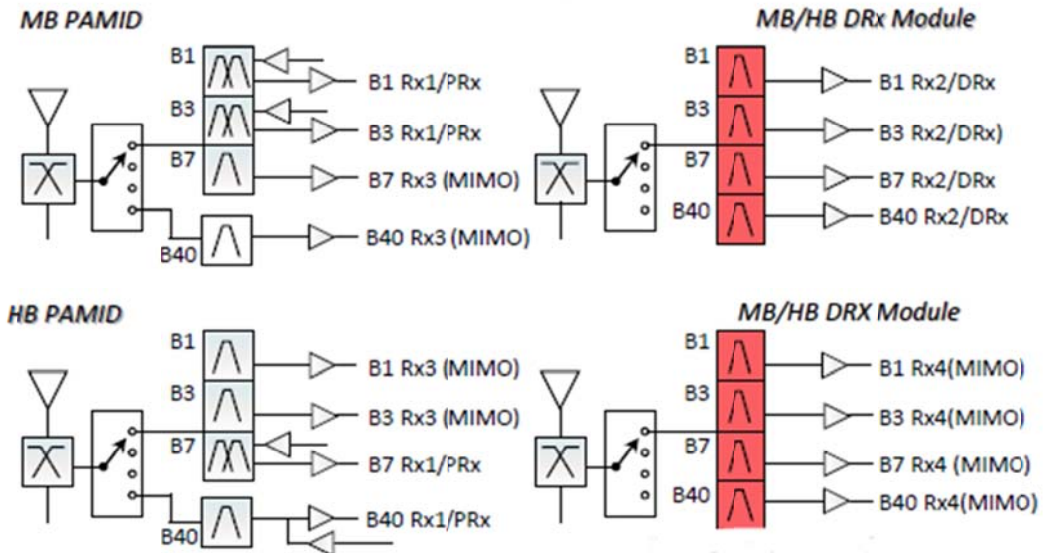 MB PAMID
B1
B1 Rx1/PRx
B3
B3 Rx1/PRx
B7
B7 Rx3 (MIMO)
B40
B40 Rx3 (MIMO)
MB/HB DRx Module
B1
B1 Rx2/DRx
B3
B3 Rx2/DRx)
B7
B7 Rx2/DRx
B40
B40 Rx2/DRx
HB PAMID
B1
B1 Rx3 (MIMO)
B3
B3 Rx3 (MIMO)
B7
B7 Rx1/PRx
B40
B40 Rx1/PRx
MB/HB DRX Module
B1
B1 Rx4(MIMO)
B3
B3 Rx4(MIMO)
B7
B7 Rx4 (MIMO)
B40
B40 Rx4(MIMO)